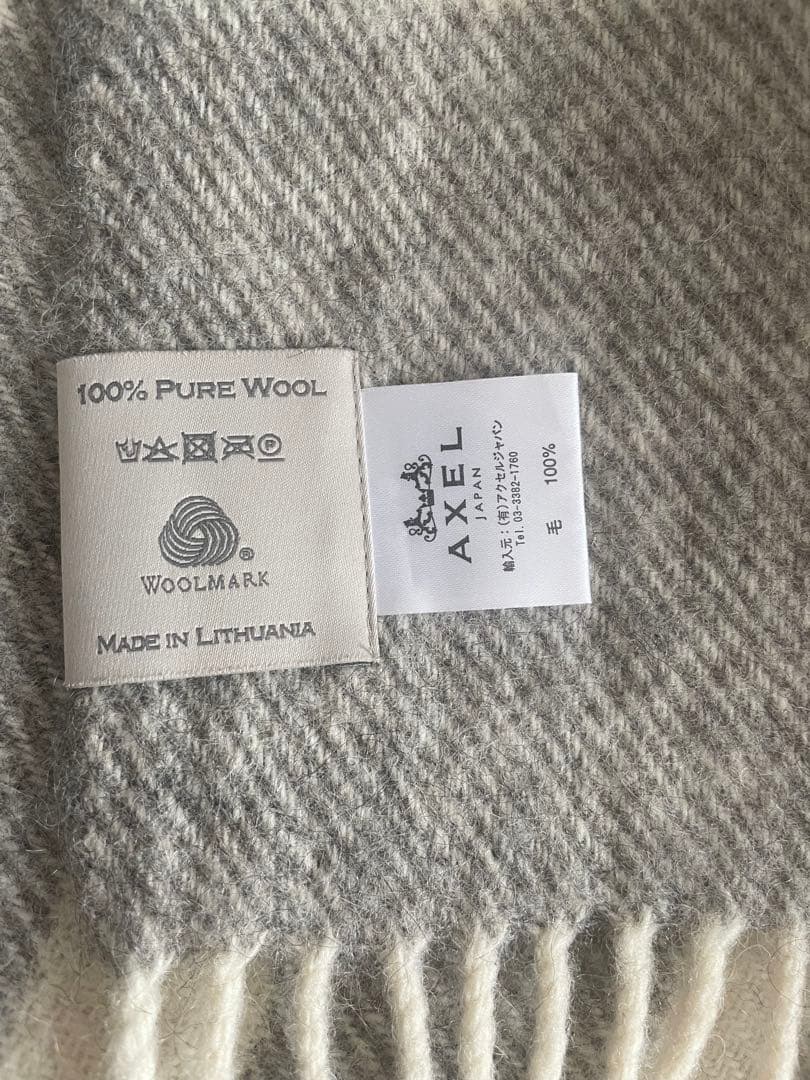 100% PURE WOOL
P
®
WOOLMARK
MADE IN LITHUANIA
AXEL
JAPAN
輸入元：(有)アクセルジャパン
Tel. 03-3382-1760
毛 100%